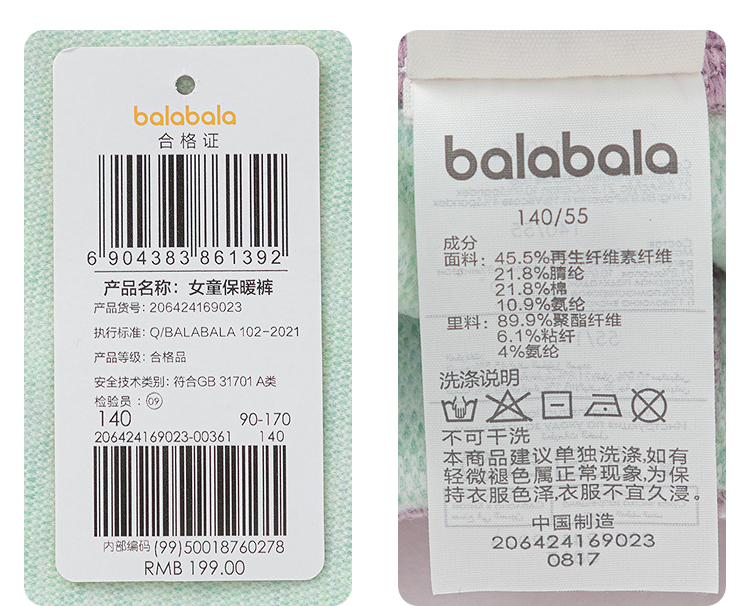 balabala
合格证
6 904383 861392
产品名称: 女童保暖裤
产品货号: 206424169023
执行标准: Q/BALABALA 102-2021
产品等级: 合格品
安全技术类别: 符合GB 31701 A类
检验员: 09
140 90-170
206424169023-00361 140
内部编码 (99)50018760278
RMB 199.00
balabala
140/55
成分
面料: 45.5%再生纤维素纤维
21.8%腈纶
21.8%棉
10.9%氨纶
里料: 89.9%聚酯纤维
6.1%粘纤
4%氨纶
洗涤说明
不可干洗
本商品建议单独洗涤,如有
轻微褪色属正常现象,为保
持衣服色泽,衣服不宜久浸。
中国制造
206424169023
0817